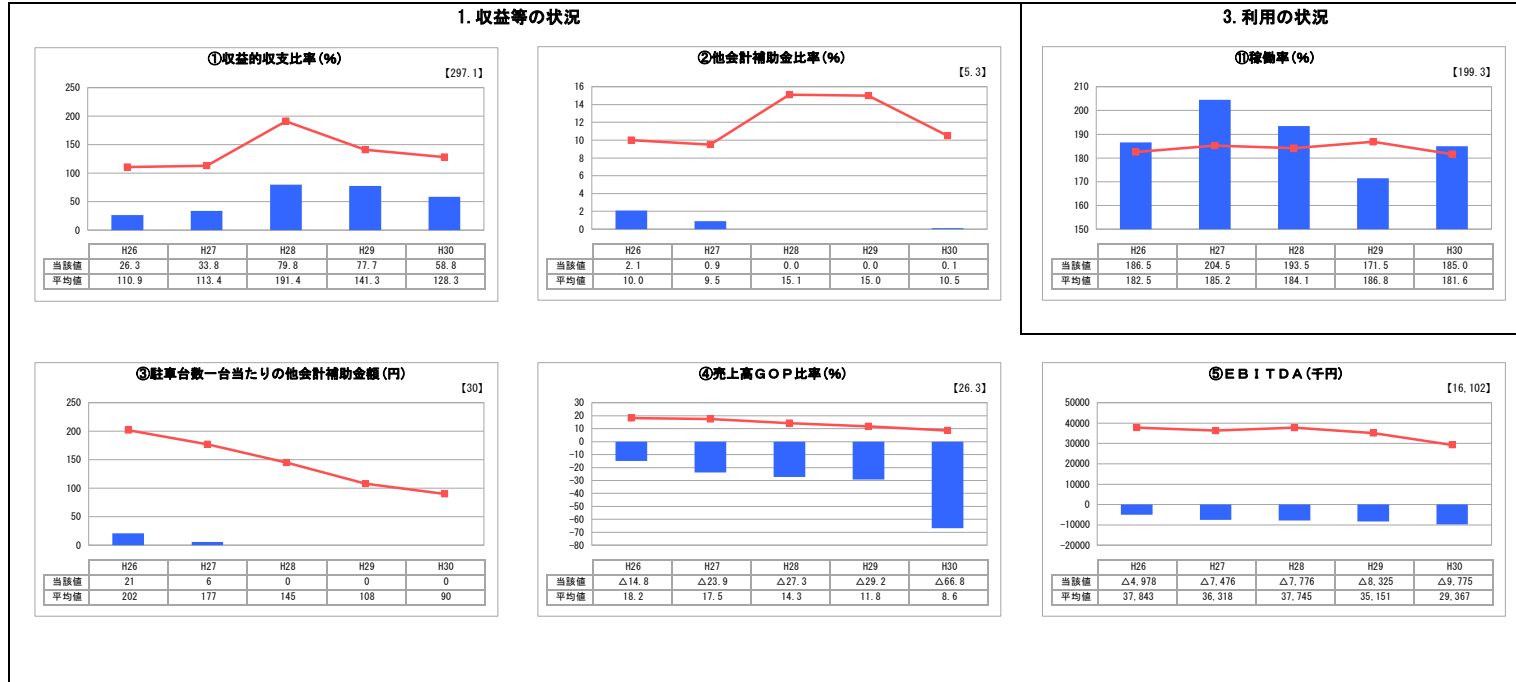 1. 収益等の状況
3. 利用の状況
①収益的収支比率(%)
【297.1】
250
200
150
100
50
0
H26 H27 H28 H29 H30
当該値 26.3 33.8 79.8 77.7 58.8
平均値 110.9 113.4 191.4 141.3 128.3
②他会計補助金比率(%)
【5.3】
16
14
12
10
8
6
4
2
0
H26 H27 H28 H29 H30
当該値 2.1 0.9 0.0 0.0 0.1
平均値 10.0 9.5 15.1 15.0 10.5
⑪稼働率(%)
【199.3】
210
200
190
180
170
160
150
H26 H27 H28 H29 H30
当該値 186.5 204.5 193.5 171.5 185.0
平均値 182.5 185.2 184.1 186.8 181.6
③駐車台数一台当たりの他会計補助金額(円)
【30】
250
200
150
100
50
0
H26 H27 H28 H29 H30
当該値 21 6 0 0 0
平均値 202 177 145 108 90
④売上高GOP比率(%)
【26.3】
30
20
10
0
-10
-20
-30
-40
-50
-60
-70
-80
H26 H27 H28 H29 H30
当該値 △14.8 △23.9 △27.3 △29.2 △66.8
平均値 18.2 17.5 14.3 11.8 8.6
⑤EBITDA(千円)
【16,102】
50000
40000
30000
20000
10000
0
-10000
-20000
H26 H27 H28 H29 H30
当該値 △4,978 △7,476 △7,776 △8,325 △9,775
平均値 37,843 36,318 37,745 35,151 29,367